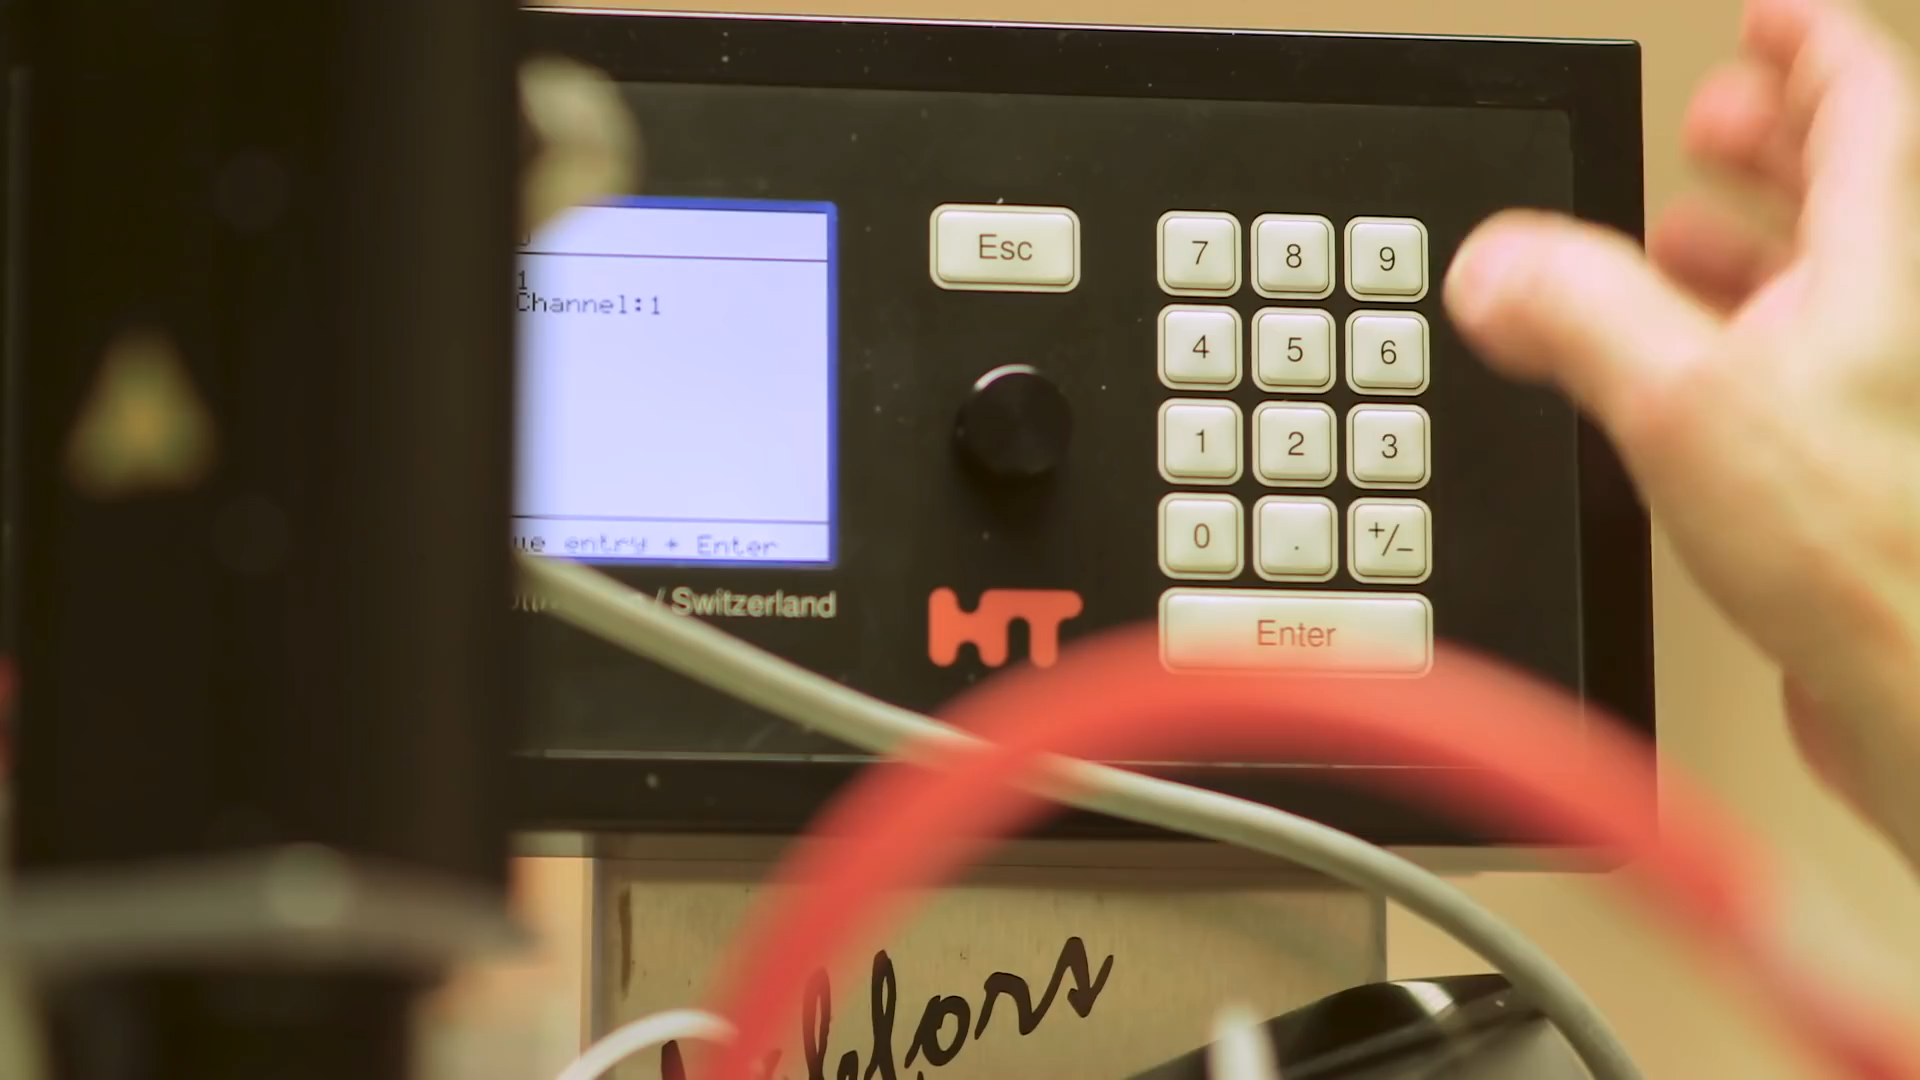 1
Channel:1
entry + Enter
/ Switzerland
Esc
7 8 9
4 5 6
1 2 3
0 . +/-
Enter
HT